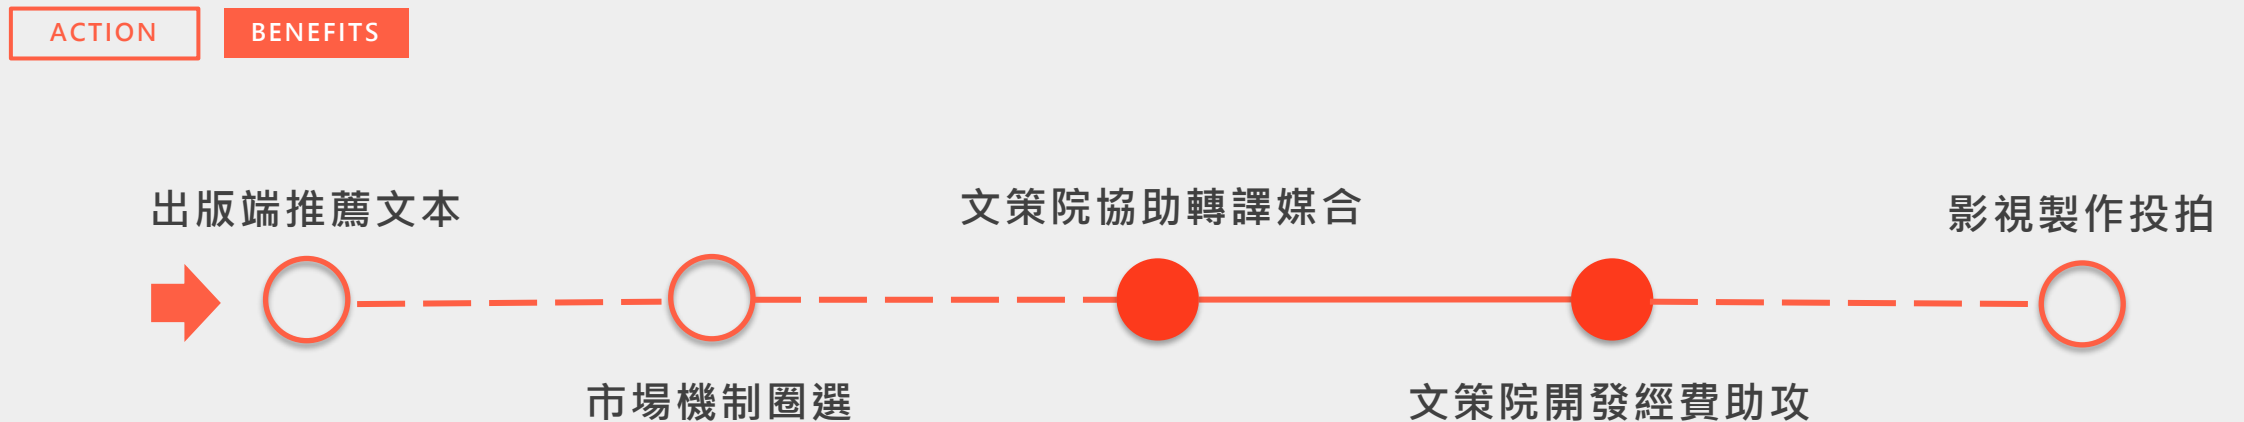 ACTION
BENEFITS
出版端推薦文本
市場機制圈選
文策院協助轉譯媒合
文策院開發經費助攻
影視製作投拍